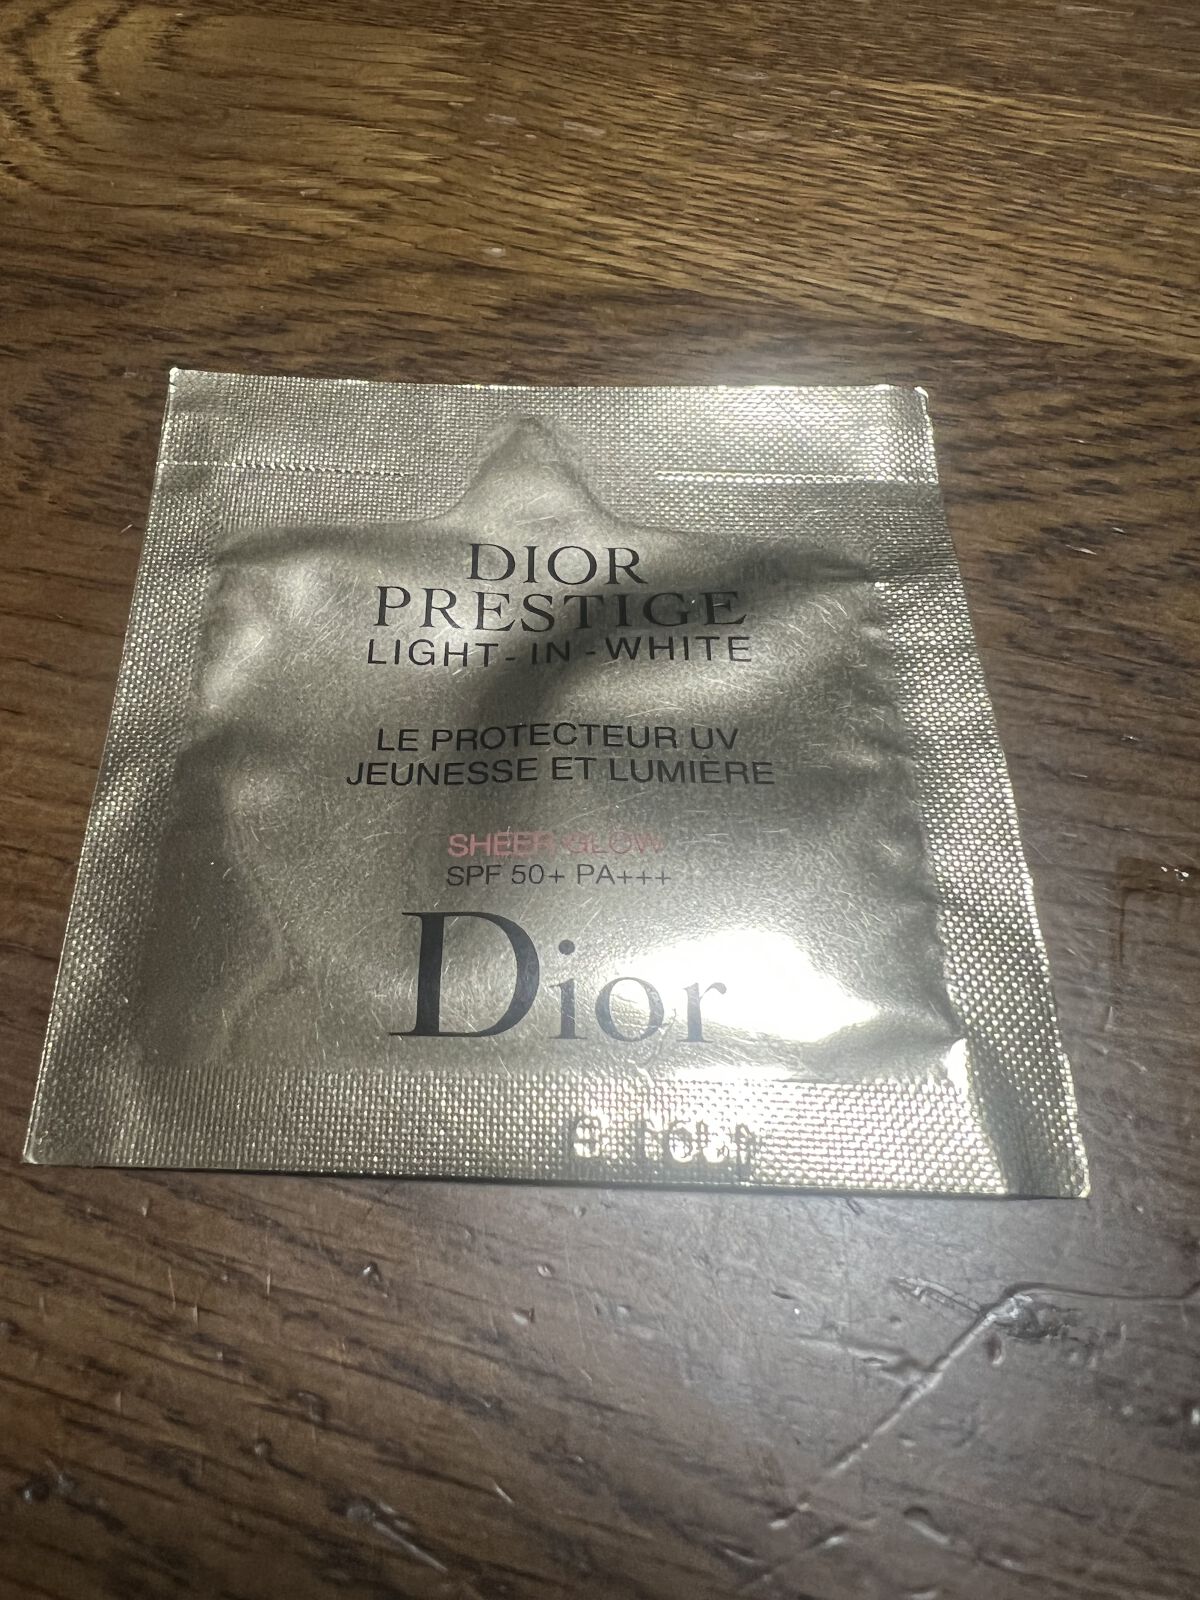 DIOR
PRESTIGE
LIGHT-IN-WHITE
LE PROTECTEUR UV
JEUNESSE ET LUMIÈRE
SHEER GLOW
SPF 50+ PA+++
Dior